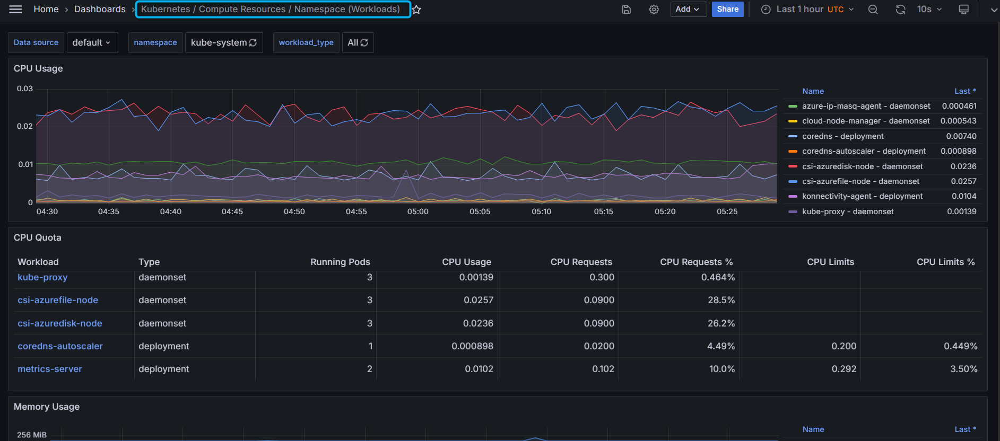 Home › Dashboards › Kubernetes / Compute Resources / Namespace (Workloads) Add Share Last 1 hour UTC 10s
Data source default namespace kube-system workload_type All
CPU Usage
0.03
0.02
0.01
0
04:30 04:35 04:40 04:45 04:50 04:55 05:00 05:05 05:10 05:15 05:20 05:25
Name Last *
azure-ip-masq-agent - daemonset 0.000461
cloud-node-manager - daemonset 0.000543
coredns - deployment 0.00740
coredns-autoscaler - deployment 0.000898
csi-azuredisk-node - daemonset 0.0236
csi-azurefile-node - daemonset 0.0257
konnectivity-agent - deployment 0.0104
kube-proxy - daemonset 0.00139
CPU Quota
Workload Type Running Pods CPU Usage CPU Requests CPU Requests % CPU Limits CPU Limits %
kube-proxy daemonset 3 0.00139 0.300 0.464%
csi-azurefile-node daemonset 3 0.0257 0.0900 28.5%
csi-azuredisk-node daemonset 3 0.0236 0.0900 26.2%
coredns-autoscaler deployment 1 0.000898 0.0200 4.49% 0.200 0.449%
metrics-server deployment 2 0.0102 0.102 10.0% 0.292 3.50%
Memory Usage
256 MiB
Name Last *